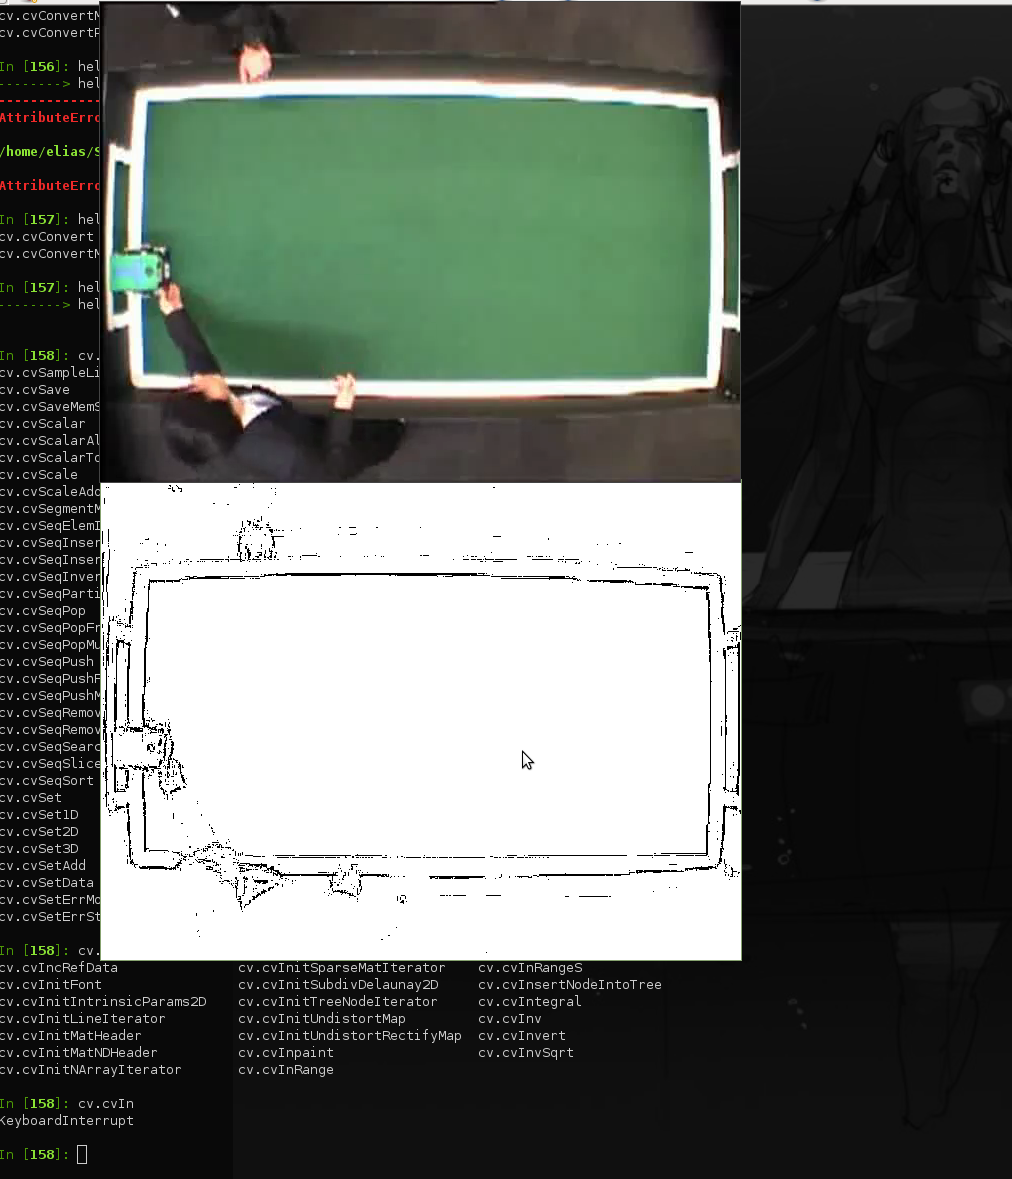 cv.cvConvertM
cv.cvConvertF
In [156]: hel
--------> hel
AttributeErro
/home/elias/S
AttributeErro
In [157]: hel
cv.cvConvert
cv.cvConvertM
In [157]: hel
--------> hel
In [158]: cv.
cv.cvSampleLi
cv.cvSave
cv.cvSaveMemS
cv.cvScalar
cv.cvScalarAl
cv.cvScalarTo
cv.cvScale
cv.cvScaleAdd
cv.cvSegmentM
cv.cvSeqElemI
cv.cvSeqInser
cv.cvSeqInser
cv.cvSeqInver
cv.cvSeqParti
cv.cvSeqPop
cv.cvSeqPopFr
cv.cvSeqPopMu
cv.cvSeqPush
cv.cvSeqPushF
cv.cvSeqPushM
cv.cvSeqRemov
cv.cvSeqRemov
cv.cvSeqSearc
cv.cvSeqSlice
cv.cvSeqSort
cv.cvSet
cv.cvSet1D
cv.cvSet2D
cv.cvSet3D
cv.cvSetAdd
cv.cvSetData
cv.cvSetErrMo
cv.cvSetErrSt
In [158]: cv.
cv.cvIncRefData cv.cvInitSparseMatIterator cv.cvInRangeS
cv.cvInitFont cv.cvInitSubdivDelaunay2D cv.cvInsertNodeIntoTree
cv.cvInitIntrinsicParams2D cv.cvInitTreeNodeIterator cv.cvIntegral
cv.cvInitLineIterator cv.cvInitUndistortMap cv.cvInv
cv.cvInitMatHeader cv.cvInitUndistortRectifyMap cv.cvInvert
cv.cvInitMatNDHeader cv.cvInpaint cv.cvInvSqrt
cv.cvInitNArrayIterator cv.cvInRange
In [158]: cv.cvIn
KeyboardInterrupt
In [158]: